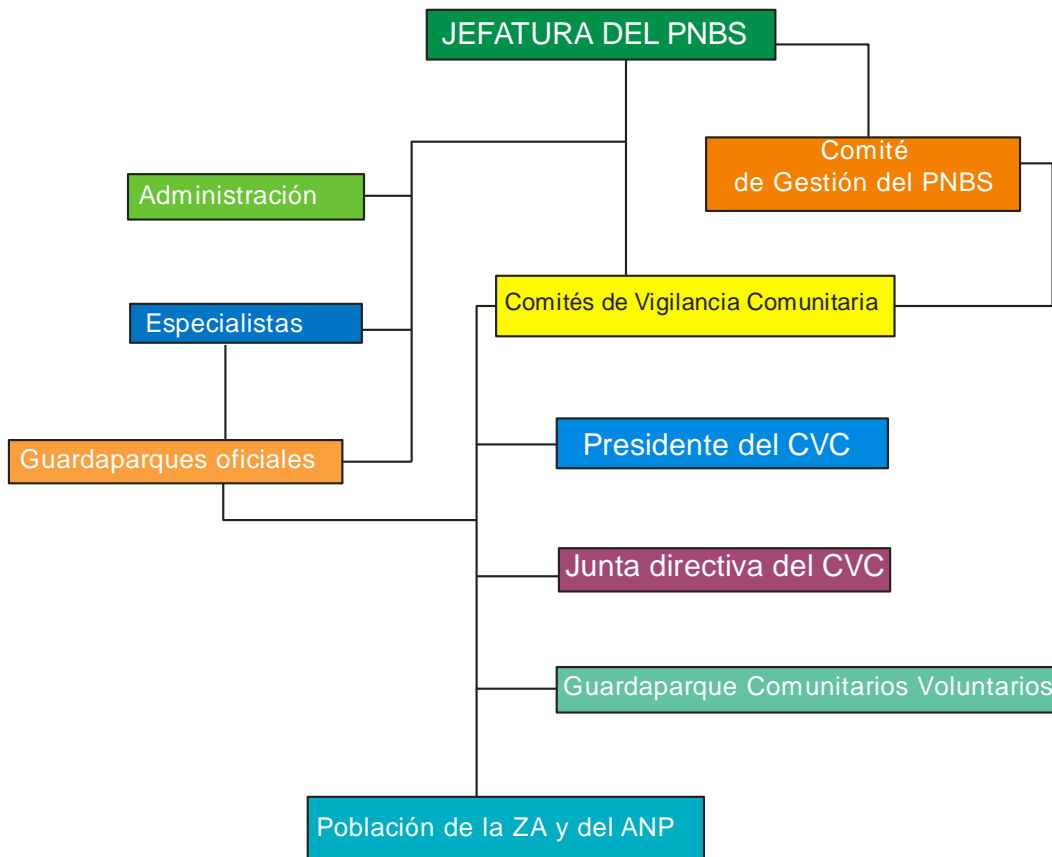 JEFATURA DEL PNBS
Comité
de Gestión del PNBS
Administración
Comités de Vigilancia Comunitaria
Especialistas
Presidente del CVC
Guardaparques oficiales
Junta directiva del CVC
Guardaparque Comunitarios Voluntarios
Población de la ZA y del ANP